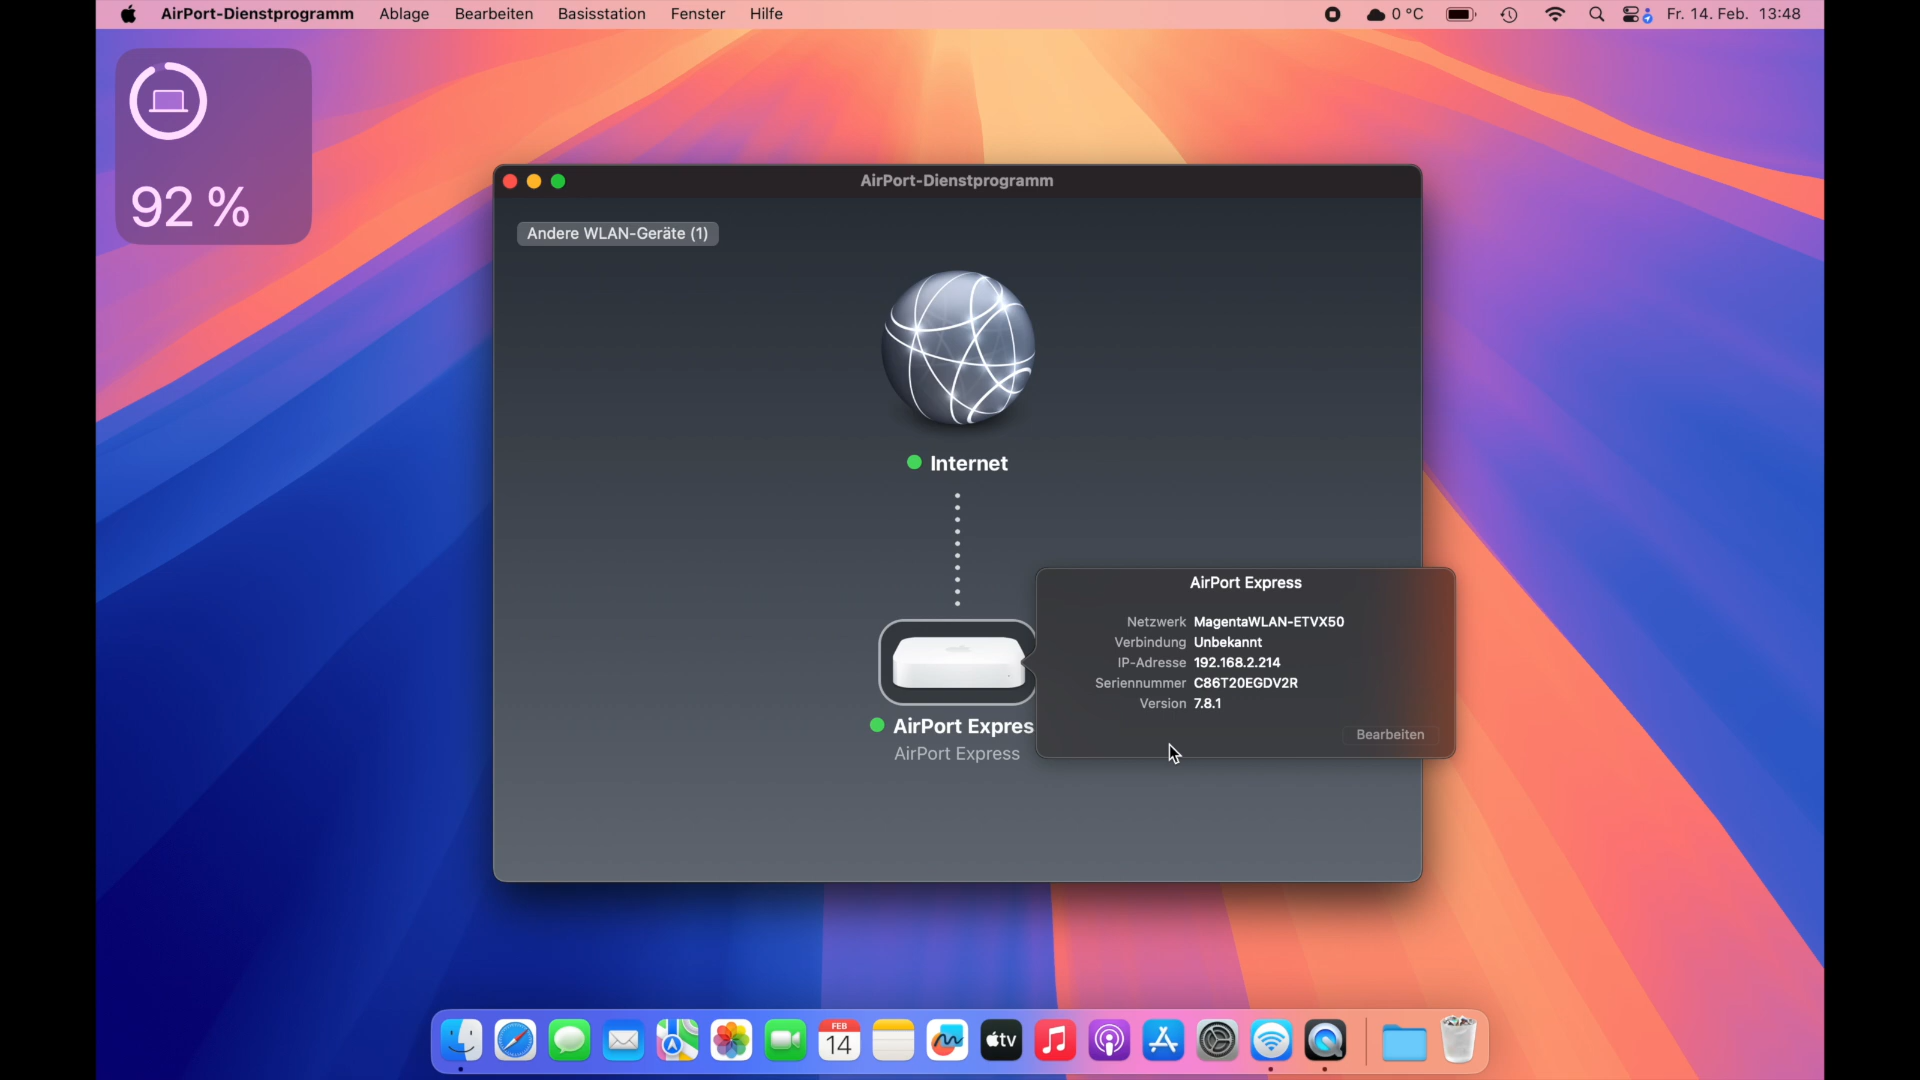 AirPort-Dienstprogramm Ablage Bearbeiten Basisstation Fenster Hilfe 0 °C Fr. 14. Feb. 13:48
92 %
AirPort-Dienstprogramm
Andere WLAN-Geräte (1)
Internet
AirPort Express
Netzwerk MagentaWLAN-ETVX50
Verbindung Unbekannt
IP-Adresse 192.168.2.214
Seriennummer C86T20EGDV2R
Version 7.8.1
Bearbeiten
AirPort Expres
AirPort Express
FEB
14
tv